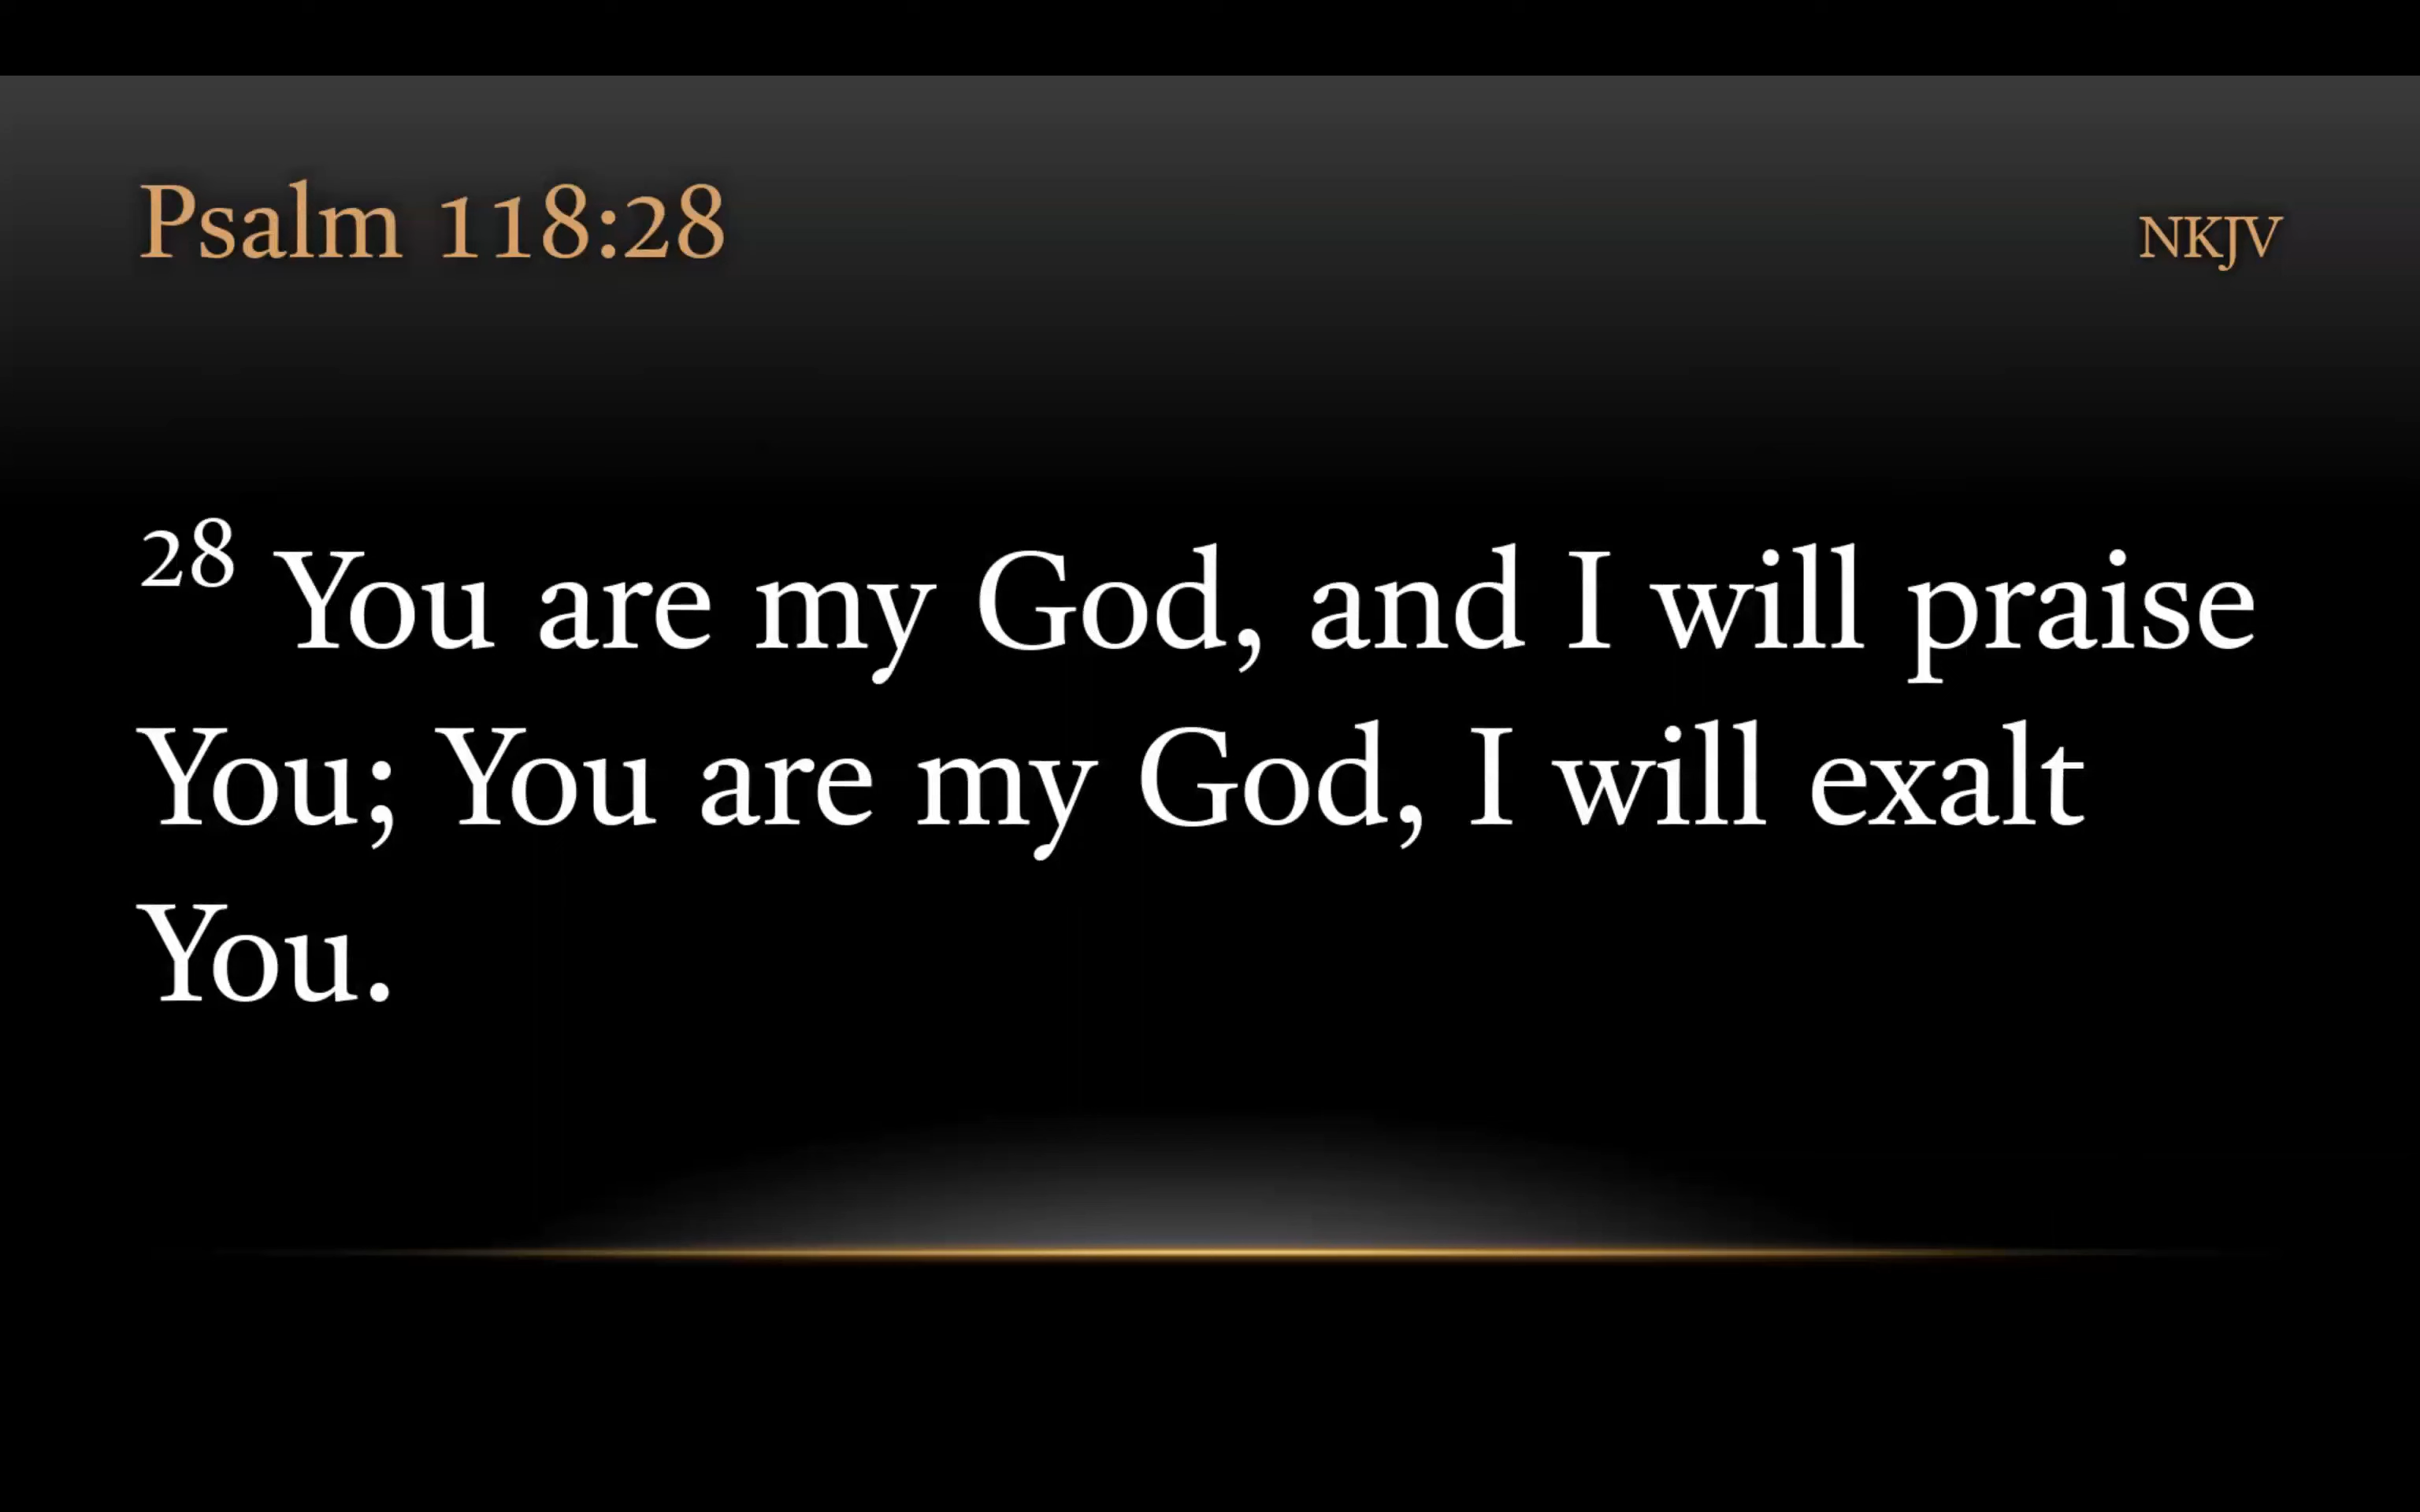 Psalm 118:28
NKJV
28 You are my God, and I will praise
You; You are my God, I will exalt
You.